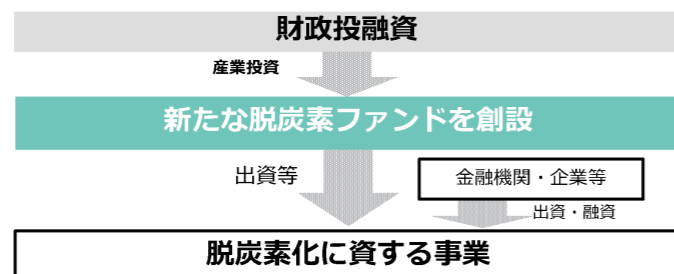 財政投融資
産業投資
新たな脱炭素ファンドを創設
出資等
金融機関・企業等
出資・融資
脱炭素化に資する事業